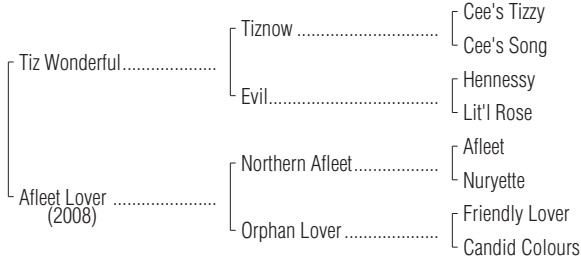 Cee's Tizzy
Tiznow ..............................
Cee's Song
Tiz Wonderful....................
Hennessy
Evil....................................
Lit'l Rose
Afleet
Northern Afleet..................
Nuryette
Afleet Lover ......................
(2008)
Friendly Lover
Orphan Lover ....................
Candid Colours